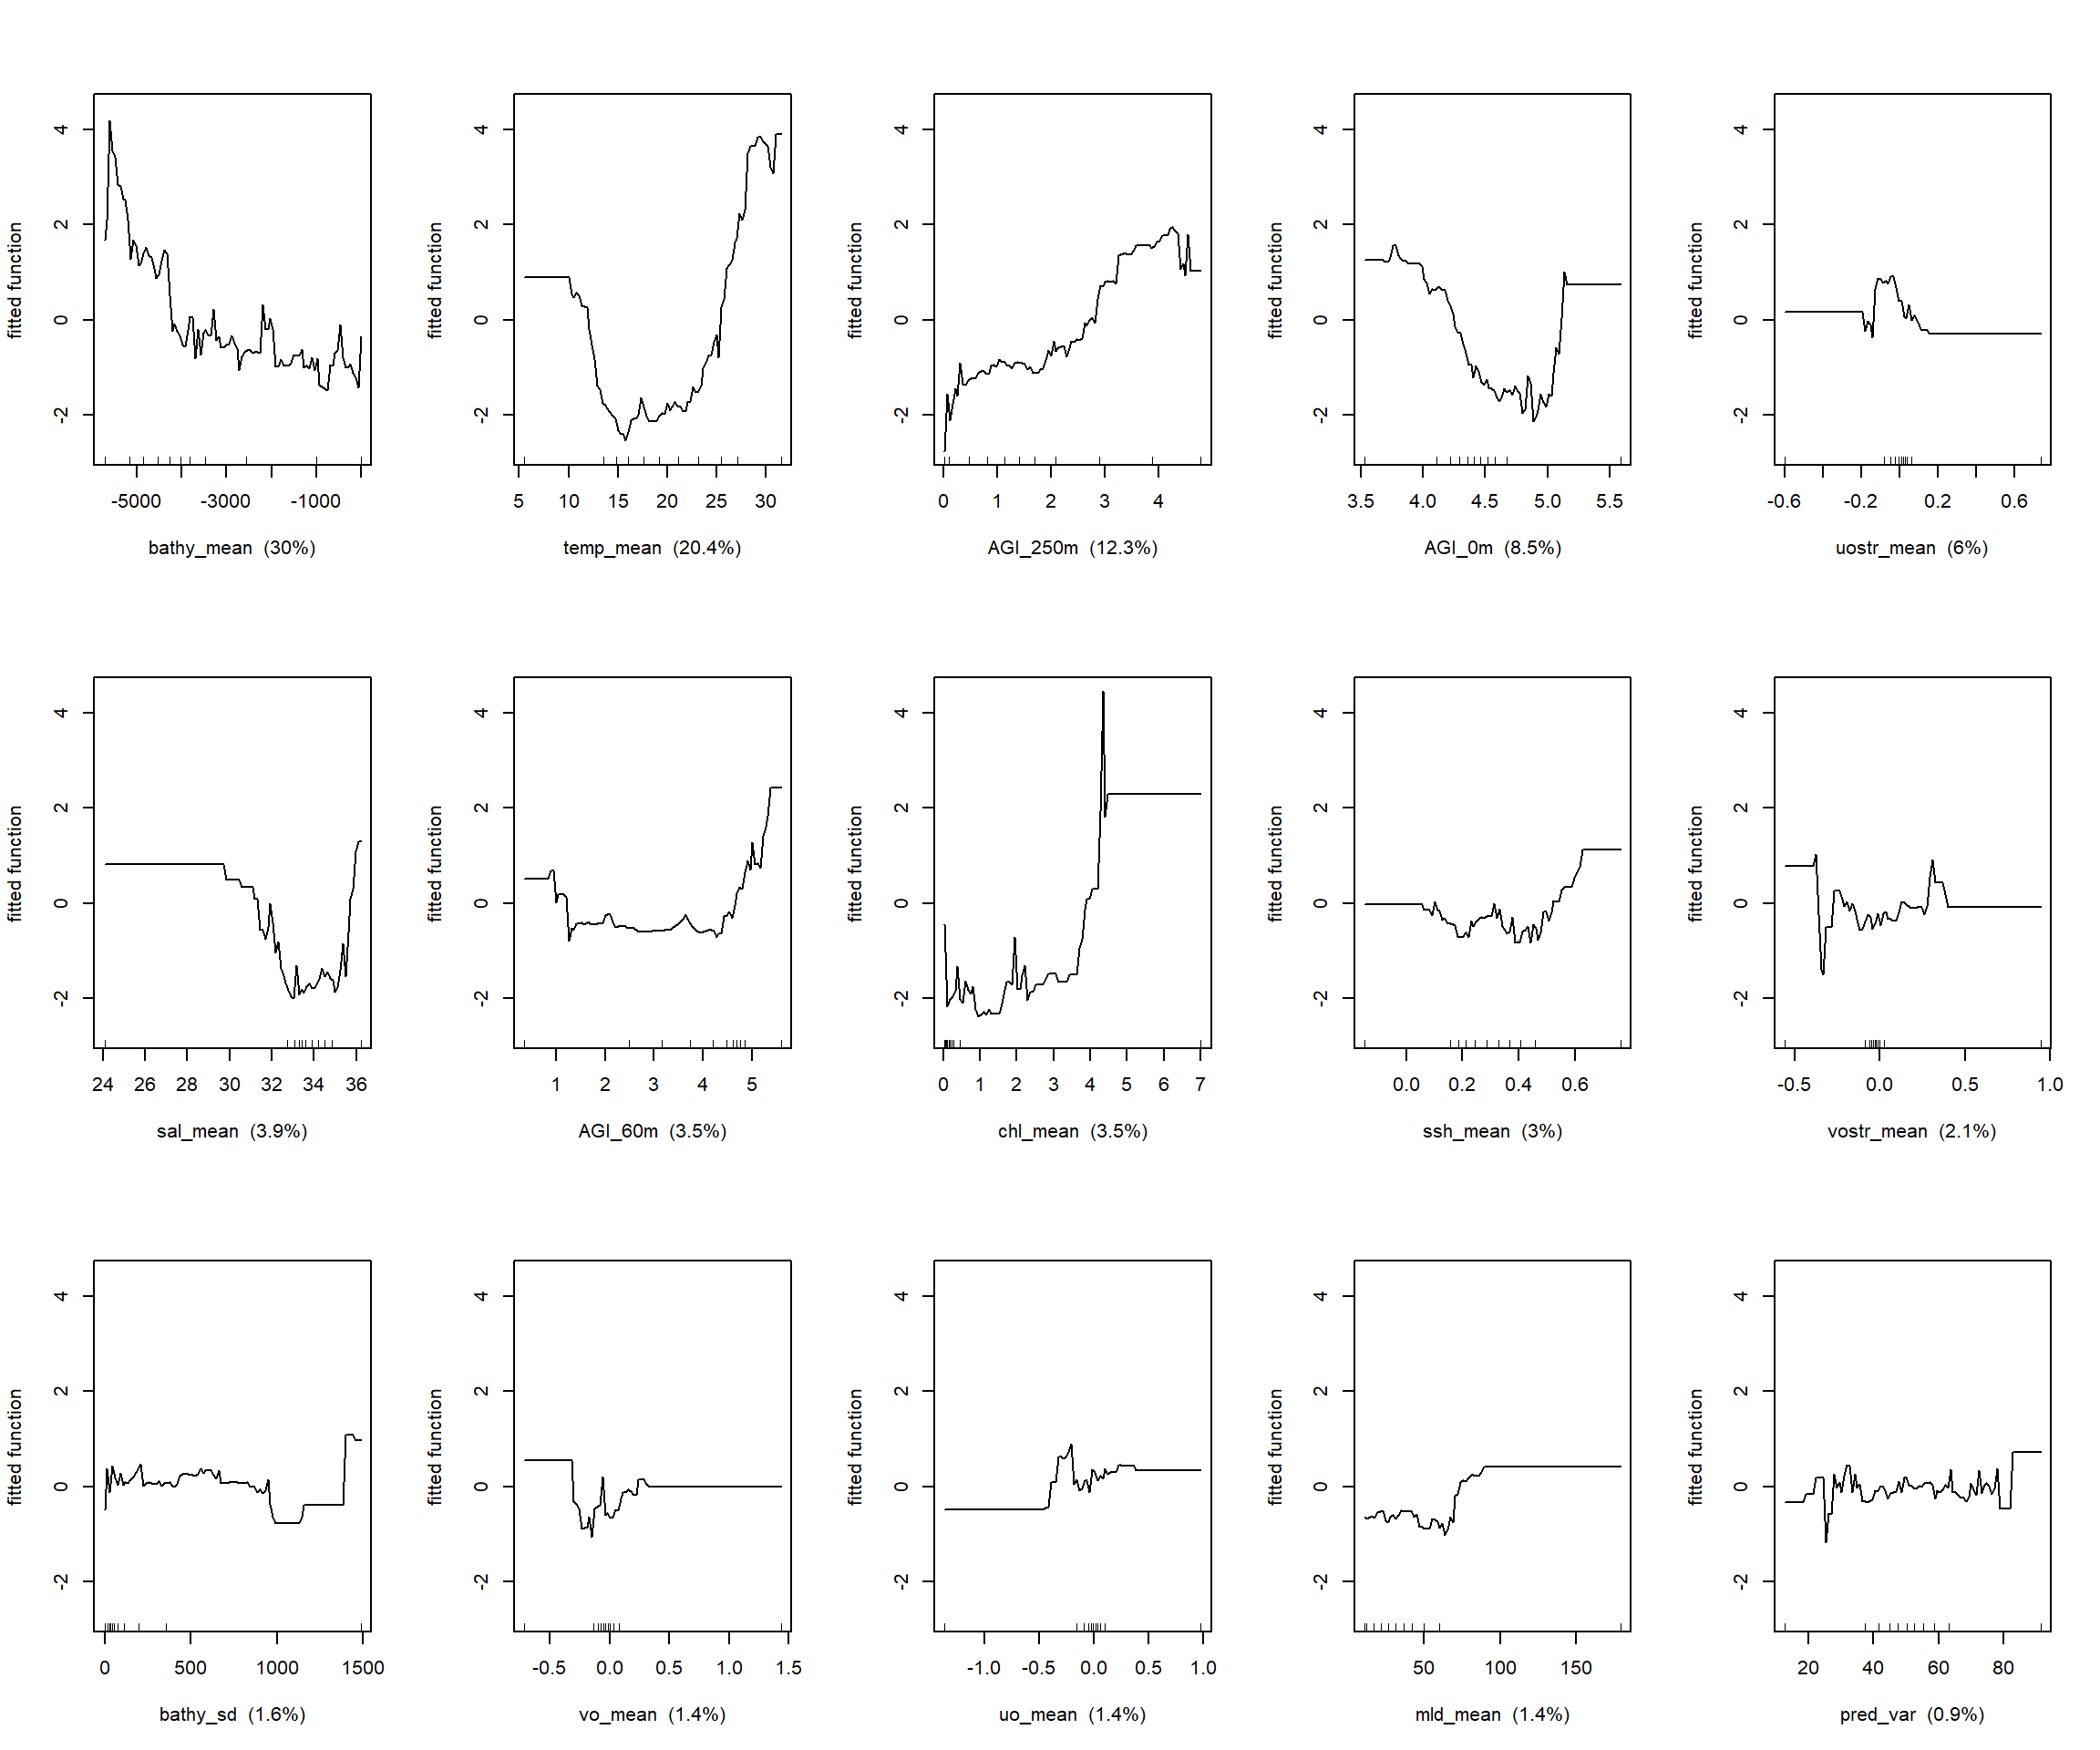 fitted function
4
2
0
-2
-5000 -3000 -1000
bathy_mean (30%)
fitted function
4
2
0
-2
5 10 15 20 25 30
temp_mean (20.4%)
fitted function
4
2
0
-2
0 1 2 3 4
AGI_250m (12.3%)
fitted function
4
2
0
-2
3.5 4.0 4.5 5.0 5.5
AGI_0m (8.5%)
fitted function
4
2
0
-2
-0.6 -0.2 0.2 0.6
uostr_mean (6%)
fitted function
4
2
0
-2
24 26 28 30 32 34 36
sal_mean (3.9%)
fitted function
4
2
0
-2
1 2 3 4 5
AGI_60m (3.5%)
fitted function
4
2
0
-2
0 1 2 3 4 5 6 7
chl_mean (3.5%)
fitted function
4
2
0
-2
0.0 0.2 0.4 0.6
ssh_mean (3%)
fitted function
4
2
0
-2
-0.5 0.0 0.5 1.0
vostr_mean (2.1%)
fitted function
4
2
0
-2
0 500 1000 1500
bathy_sd (1.6%)
fitted function
4
2
0
-2
-0.5 0.0 0.5 1.0 1.5
vo_mean (1.4%)
fitted function
4
2
0
-2
-1.0 -0.5 0.0 0.5 1.0
uo_mean (1.4%)
fitted function
4
2
0
-2
50 100 150
mld_mean (1.4%)
fitted function
4
2
0
-2
20 40 60 80
pred_var (0.9%)